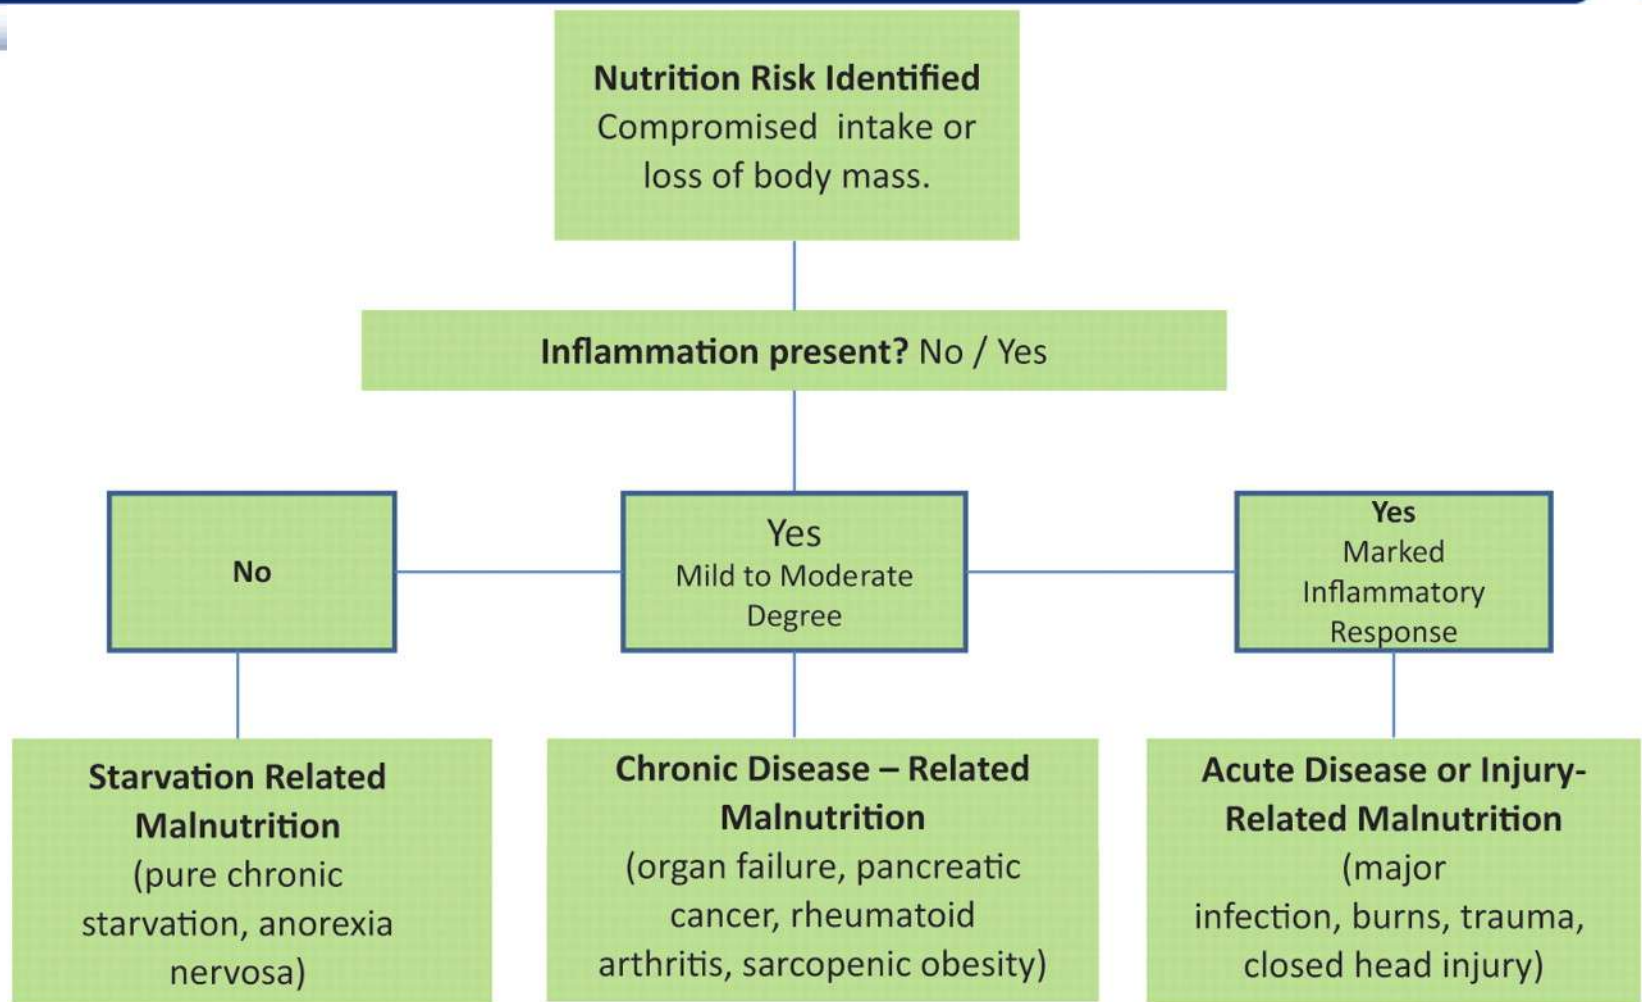 Nutrition Risk Identified
Compromised intake or
loss of body mass.
Inflammation present? No / Yes
No
Yes
Mild to Moderate
Degree
Yes
Marked
Inflammatory
Response
Starvation Related
Malnutrition
(pure chronic
starvation, anorexia
nervosa)
Chronic Disease – Related
Malnutrition
(organ failure, pancreatic
cancer, rheumatoid
arthritis, sarcopenic obesity)
Acute Disease or Injury-
Related Malnutrition
(major
infection, burns, trauma,
closed head injury)